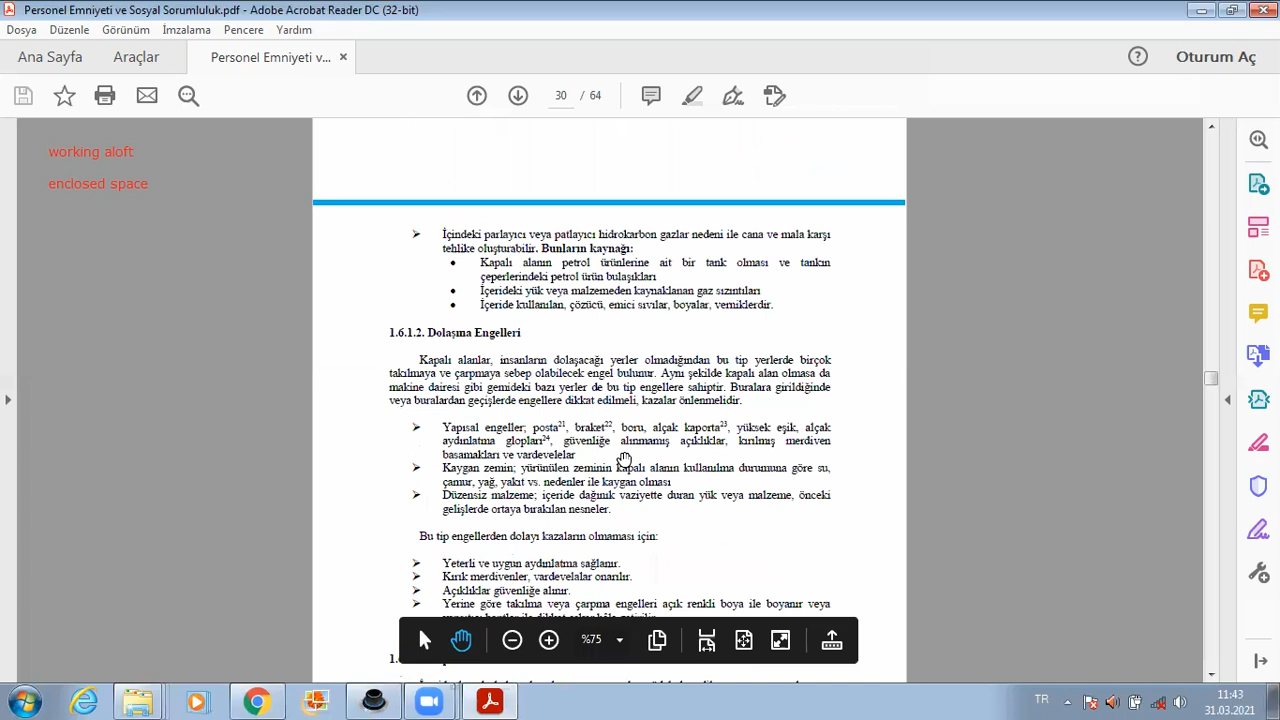 Personel Emniyeti ve Sosyal Sorumluluk.pdf - Adobe Acrobat Reader DC (32-bit)
Dosya Düzenle Görünüm İmzalama Pencere Yardım
Ana Sayfa Araçlar Personel Emniyeti v... × Oturum Aç
30 / 64
working aloft
enclosed space
➢ İçindeki parlayıcı veya patlayıcı hidrokarbon gazlar nedeni ile cana ve mala karşı
tehlike oluşturabilir. Bunların kaynağı:
• Kapalı alanın petrol ürünlerine ait bir tank olması ve tankın
çeperlerindeki petrol ürün bulaşıkları
• İçerideki yük veya malzemeden kaynaklanan gaz sızıntıları
• İçeride kullanılan, çözücü, emici sıvılar, boyalar, verniklerdir.
1.6.1.2. Dolaşma Engelleri
Kapalı alanlar, insanların dolaşacağı yerler olmadığından bu tip yerlerde birçok
takılmaya ve çarpmaya sebep olabilecek engel bulunur. Aynı şekilde kapalı alan olmasa da
makine dairesi gibi gemideki bazı yerler de bu tip engellere sahiptir. Buralara girildiğinde
veya buralardan geçişlerde engellere dikkat edilmeli, kazalar önlenmelidir.
➢ Yapısal engeller; posta21, braket22, boru, alçak kaporta23, yüksek eşik, alçak
aydınlatma glopları24, güvenliğe alınmamış açıklıklar, kırılmış merdiven
basamakları ve vardevelelar
➢ Kaygan zemin; yürünülen zeminin kapalı alanın kullanılma durumuna göre su,
çamur, yağ, yakıt vs. nedenler ile kaygan olması
➢ Düzensiz malzeme; içeride dağınık vaziyette duran yük veya malzeme, önceki
gelişlerde ortaya bırakılan nesneler.
Bu tip engellerden dolayı kazaların olmaması için:
➢ Yeterli ve uygun aydınlatma sağlanır.
➢ Kırık merdivenler, vardevelalar onarılır.
➢ Açıklıklar güvenliğe alınır.
➢ Yerine göre takılma veya çarpma engelleri açık renkli boya ile boyanır veya
%75
TR 11:43
31.03.2021